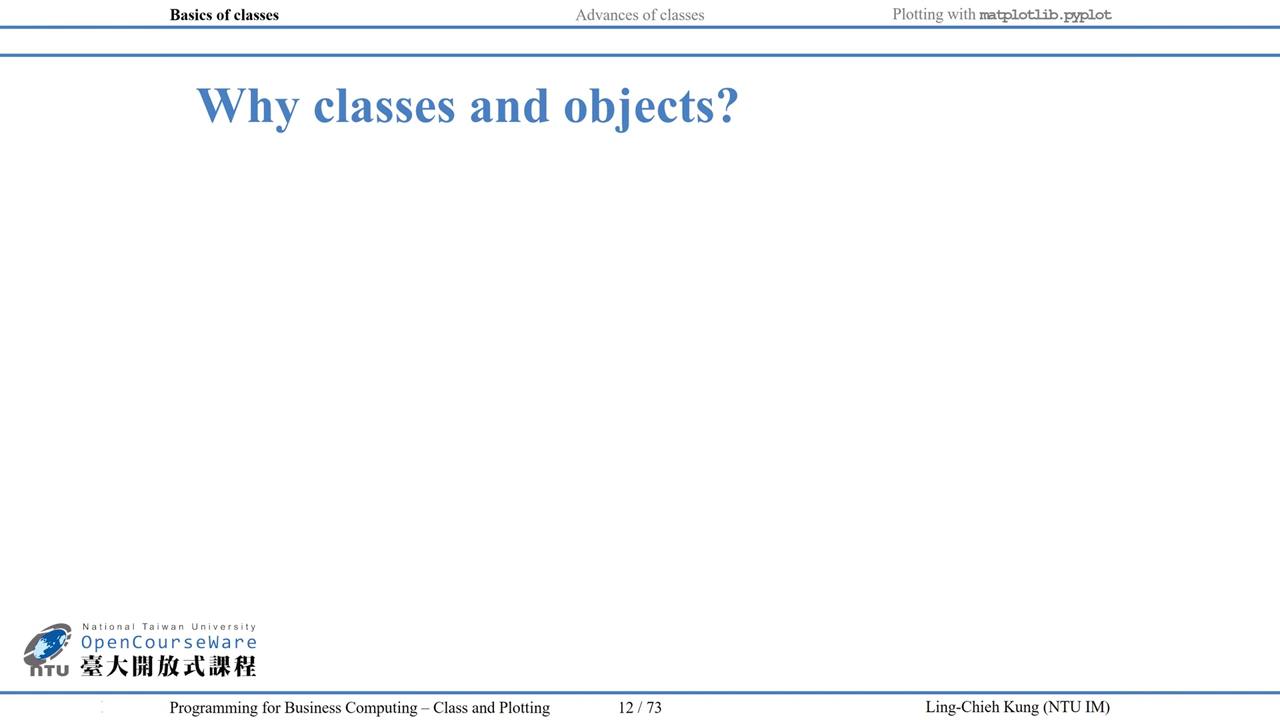 Basics of classes
Advances of classes
Plotting with matplotlib.pyplot
Why classes and objects?
National Taiwan University
OpenCourseWare
NTU 臺大開放式課程
Programming for Business Computing – Class and Plotting
12 / 73
Ling-Chieh Kung (NTU IM)